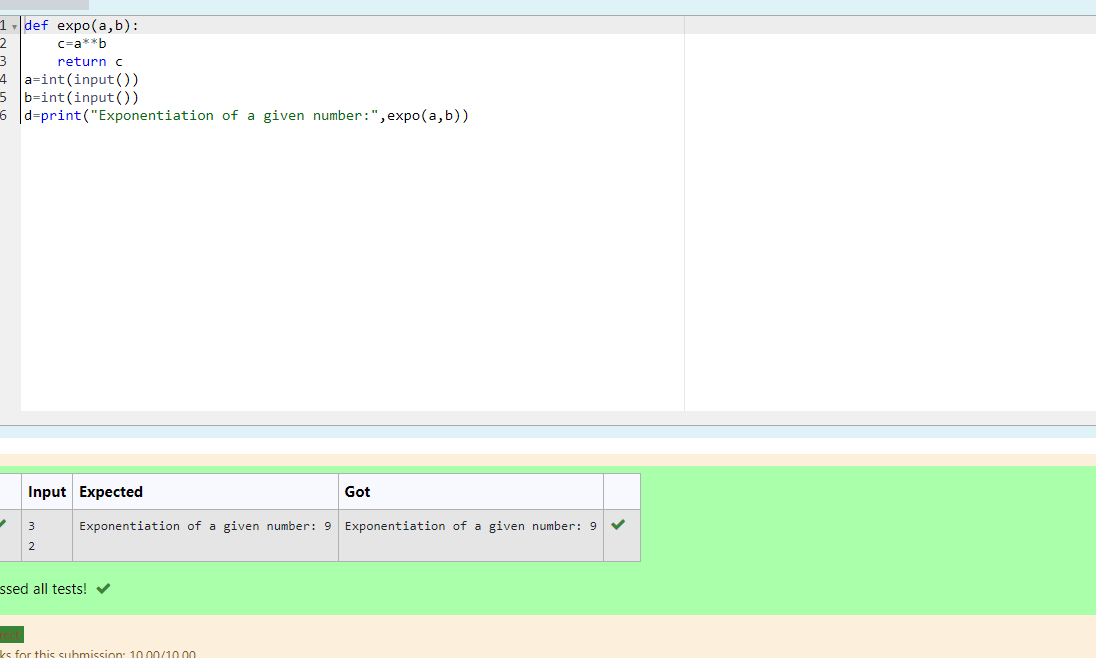 1 def expo(a,b):
2     c=a**b
3     return c
4 a=int(input())
5 b=int(input())
6 d=print("Exponentiation of a given number:",expo(a,b))
Input Expected Got
3 Exponentiation of a given number: 9 Exponentiation of a given number: 9
2
ssed all tests!
ks for this submission: 10.00/10.00